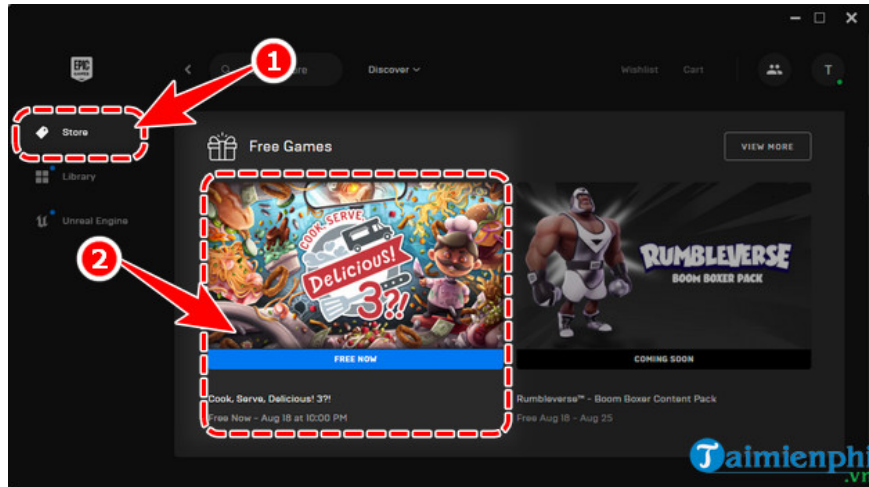 EPIC
GAMES
1
Discover
Wishlist
Cart
T
Store
Free Games
VIEW MORE
Library
Unreal Engine
2
COOK, SERVE,
Delicious!
3?!
RUMBLEVERSE
BOOM BOXER PACK
FREE NOW
COMING SOON
Cook, Serve, Delicious! 3?!
Rumbleverse™ - Boom Boxer Content Pack
Free Now - Aug 18 at 10:00 PM
Free Aug 18 - Aug 25
Taimienphi
.vn